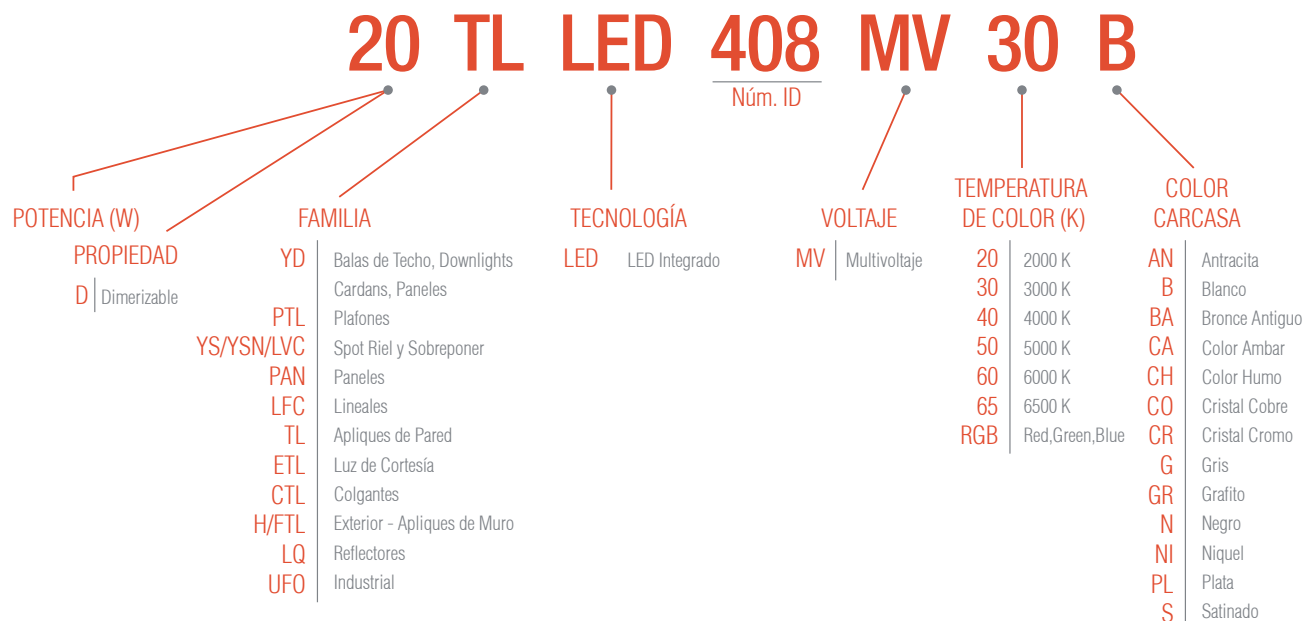 20 TL LED 408 MV 30 B
Núm. ID
POTENCIA (W)
PROPIEDAD
D Dimerizable
FAMILIA
YD Balas de Techo, Downlights
Cardans, Paneles
PTL Plafones
YS/YSN/LVC Spot Riel y Sobreponer
PAN Paneles
LFC Lineales
TL Apliques de Pared
ETL Luz de Cortesía
CTL Colgantes
H/FTL Exterior - Apliques de Muro
LQ Reflectores
UFO Industrial
TECNOLOGÍA
LED LED Integrado
VOLTAJE
MV Multivoltaje
TEMPERATURA
DE COLOR (K)
20 2000 K
30 3000 K
40 4000 K
50 5000 K
60 6000 K
65 6500 K
RGB Red,Green,Blue
COLOR
CARCASA
AN Antracita
B Blanco
BA Bronce Antiguo
CA Color Ambar
CH Color Humo
CO Cristal Cobre
CR Cristal Cromo
G Gris
GR Grafito
N Negro
NI Niquel
PL Plata
S Satinado